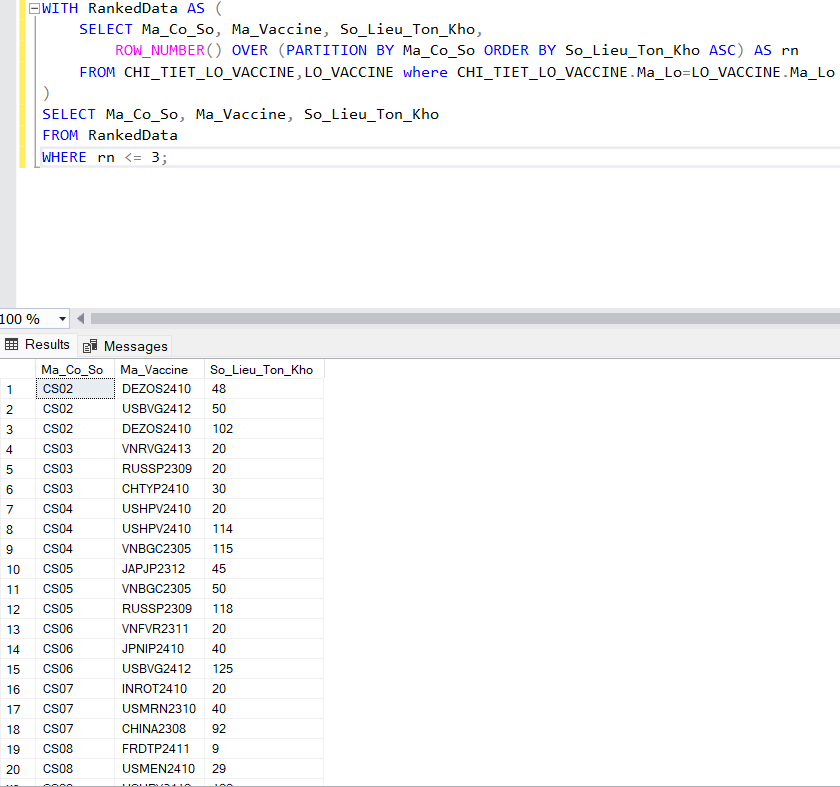 WITH RankedData AS (
SELECT Ma_Co_So, Ma_Vaccine, So_Lieu_Ton_Kho,
ROW_NUMBER() OVER (PARTITION BY Ma_Co_So ORDER BY So_Lieu_Ton_Kho ASC) AS rn
FROM CHI_TIET_LO_VACCINE,LO_VACCINE where CHI_TIET_LO_VACCINE.Ma_Lo=LO_VACCINE.Ma_Lo
)
SELECT Ma_Co_So, Ma_Vaccine, So_Lieu_Ton_Kho
FROM RankedData
WHERE rn <= 3;
100 %
Results Messages
Ma_Co_So Ma_Vaccine So_Lieu_Ton_Kho
1 CS02 DEZOS2410 48
2 CS02 USBVG2412 50
3 CS02 DEZOS2410 102
4 CS03 VNRVG2413 20
5 CS03 RUSSP2309 20
6 CS03 CHTYP2410 30
7 CS04 USHPV2410 20
8 CS04 USHPV2410 114
9 CS04 VNBGC2305 115
10 CS05 JAPJP2312 45
11 CS05 VNBGC2305 50
12 CS05 RUSSP2309 118
13 CS06 VNFVR2311 20
14 CS06 JPNIP2410 40
15 CS06 USBVG2412 125
16 CS07 INROT2410 20
17 CS07 USMRN2310 40
18 CS07 CHINA2308 92
19 CS08 FRDTP2411 9
20 CS08 USMEN2410 29